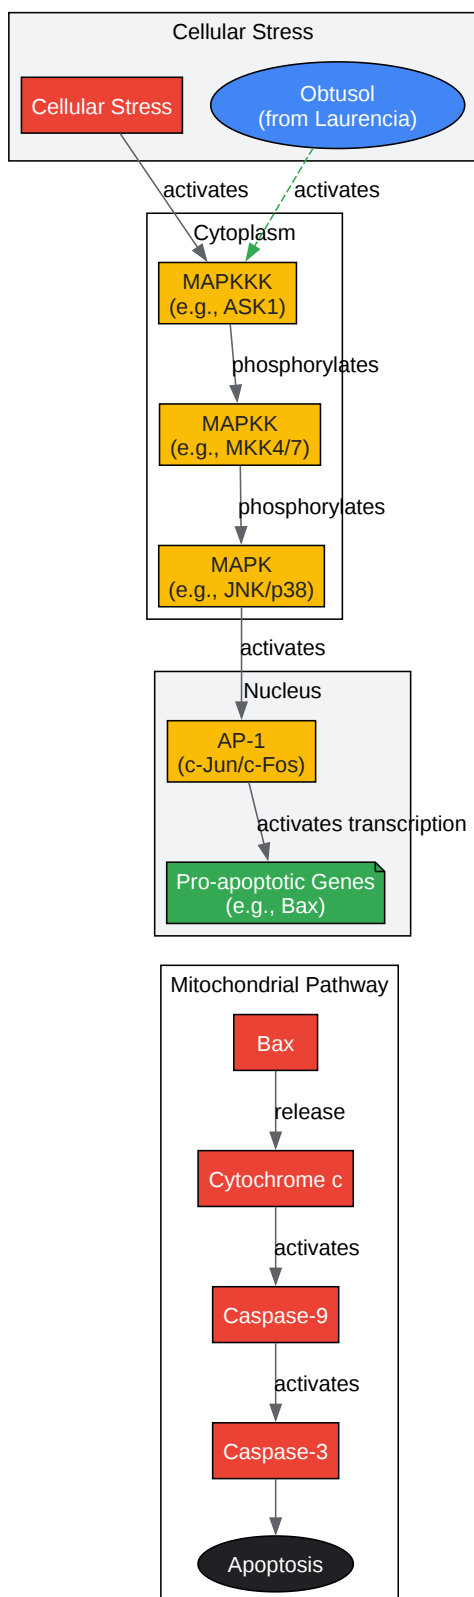 Cellular Stress
Cellular Stress
Obtusol
(from Laurencia)
activates
activates
Cytoplasm
MAPKKK
(e.g., ASK1)
phosphorylates
MAPKK
(e.g., MKK4/7)
phosphorylates
MAPK
(e.g., JNK/p38)
activates
Nucleus
AP-1
(c-Jun/c-Fos)
activates transcription
Pro-apoptotic Genes
(e.g., Bax)
Mitochondrial Pathway
Bax
release
Cytochrome c
activates
Caspase-9
activates
Caspase-3
Apoptosis